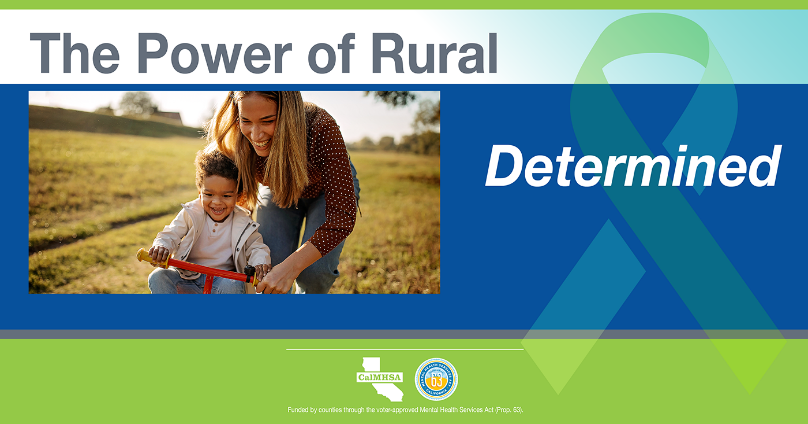 The Power of Rural
Determined
CalMHSA
63
Funded by counties through the voter-approved Mental Health Services Act (Prop. 63).